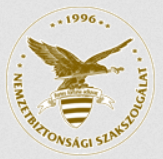 • 1996 •
NEMZETBIZTONSÁGI SZAKSZOLGÁLAT